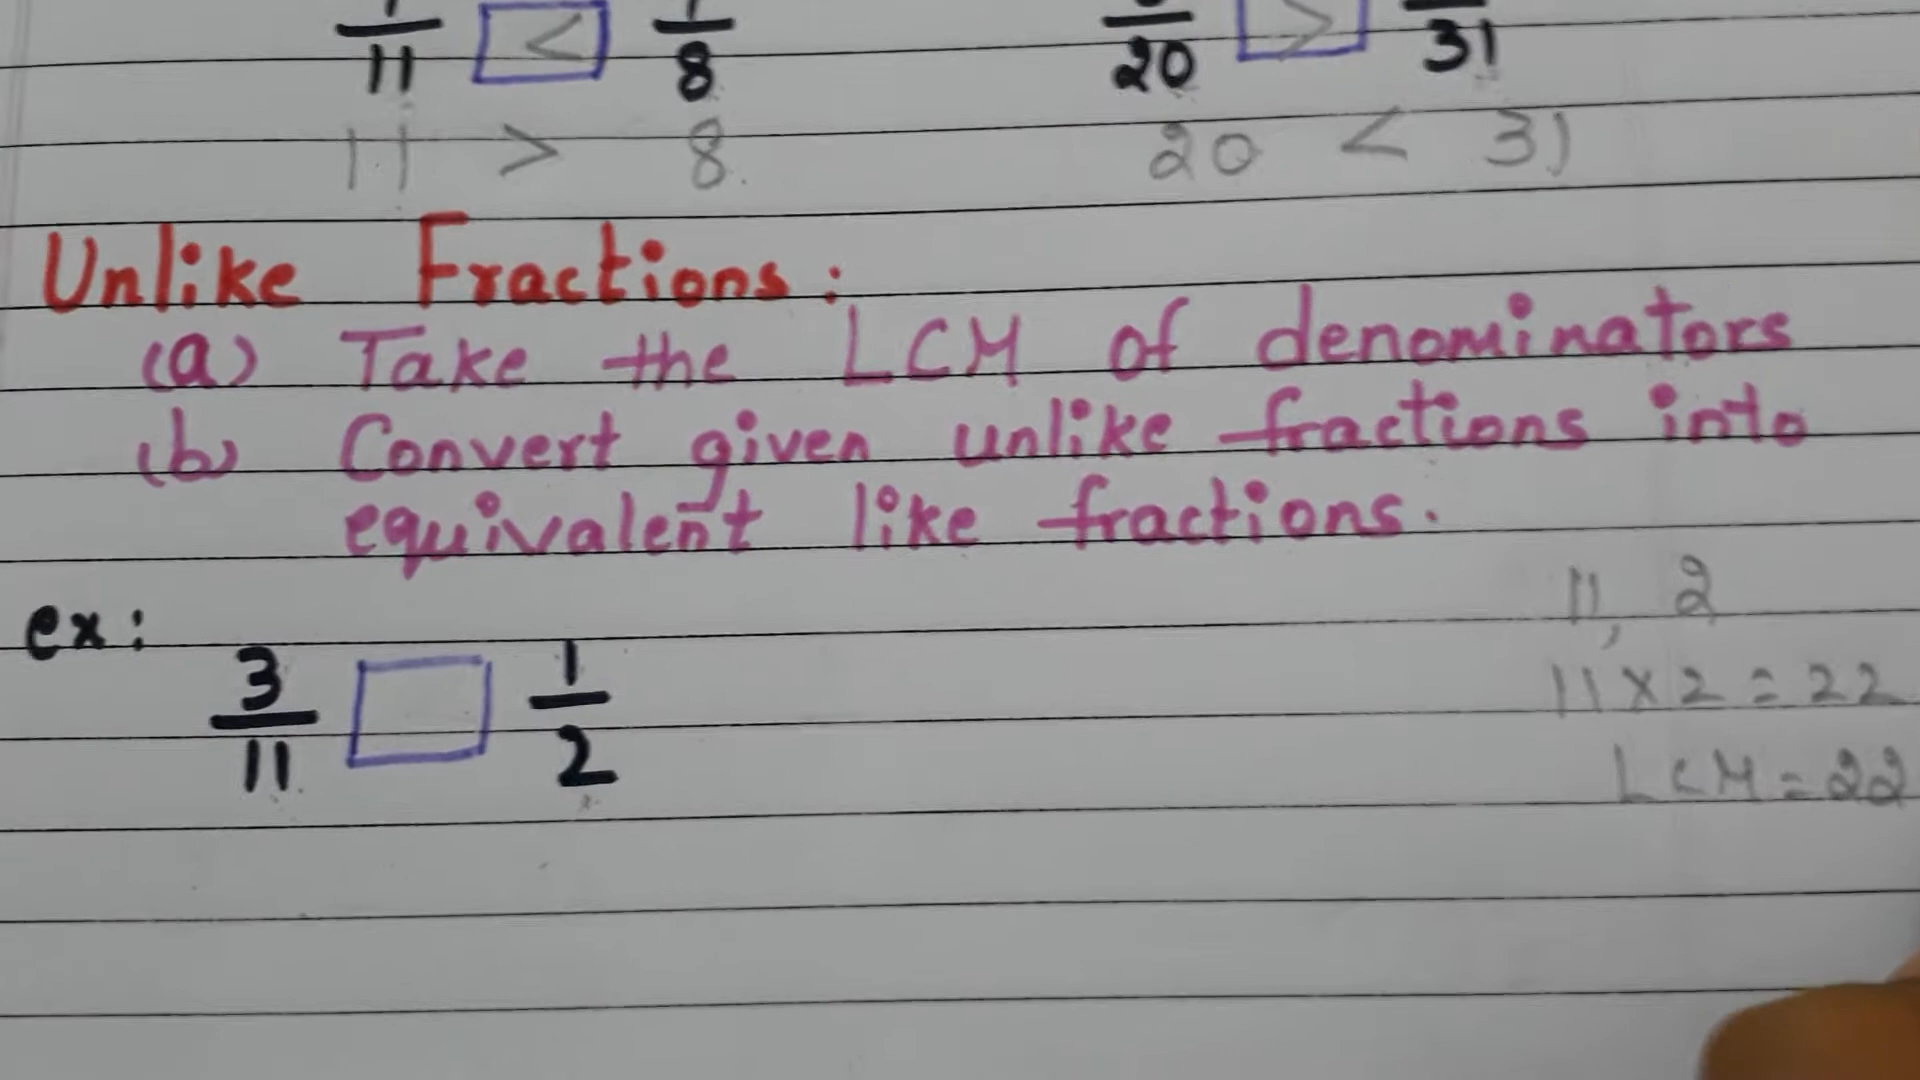 11 < 8
20 > 31
11 > 8
20 < 31
Unlike Fractions:
(a) Take the LCM of denominators
(b) Convert given unlike fractions into
equivalent like fractions.
ex:
3/11 1/2
11, 2
11 x 2 = 22
LCM = 22